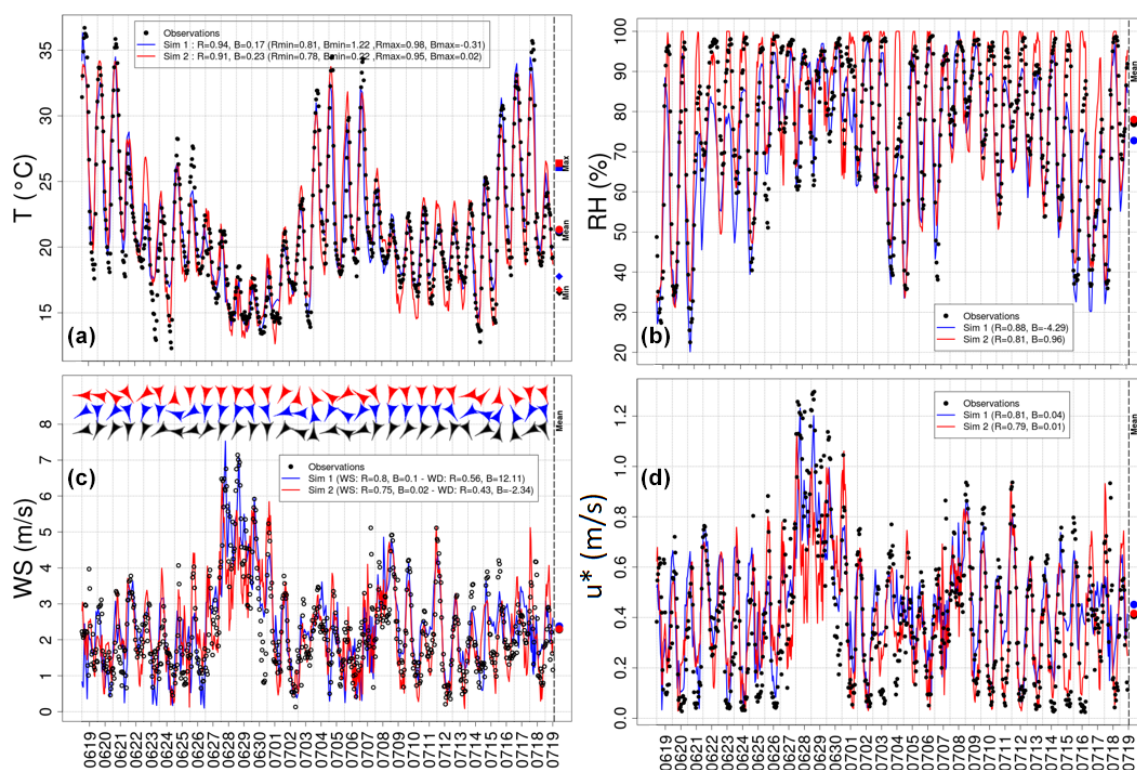 T (°C)
35
30
25
20
15
Observations
Sim 1 : R=0.94, B=0.17 (Rmin=0.81, Bmin=1.22 ,Rmax=0.98, Bmax=-0.31)
Sim 2 : R=0.91, B=0.23 (Rmin=0.78, Bmin=0.22 ,Rmax=0.95, Bmax=0.02)
Max
Mean
Min
(a)
RH (%)
100
90
80
70
60
50
40
30
20
Mean
Observations
Sim 1 (R=0.88, B=-4.29)
Sim 2 (R=0.81, B=0.96)
(b)
WS (m/s)
8
7
6
5
4
3
2
1
0
Mean
(c)
Observations
Sim 1 (WS: R=0.8, B=0.1 - WD: R=0.56, B=12.11)
Sim 2 (WS: R=0.75, B=0.02 - WD: R=0.43, B=-2.34)
0619 0620 0621 0622 0623 0624 0625 0626 0627 0628 0629 0630 0701 0702 0703 0704 0705 0706 0707 0708 0709 0710 0711 0712 0713 0714 0715 0716 0717 0718 0719
u* (m/s)
1.2
1.0
0.8
0.6
0.4
0.2
0.0
Mean
Observations
Sim 1 (R=0.81, B=0.04)
Sim 2 (R=0.79, B=0.01)
(d)
0619 0620 0621 0622 0623 0624 0625 0626 0627 0628 0629 0630 0701 0702 0703 0704 0705 0706 0707 0708 0709 0710 0711 0712 0713 0714 0715 0716 0717 0718 0719